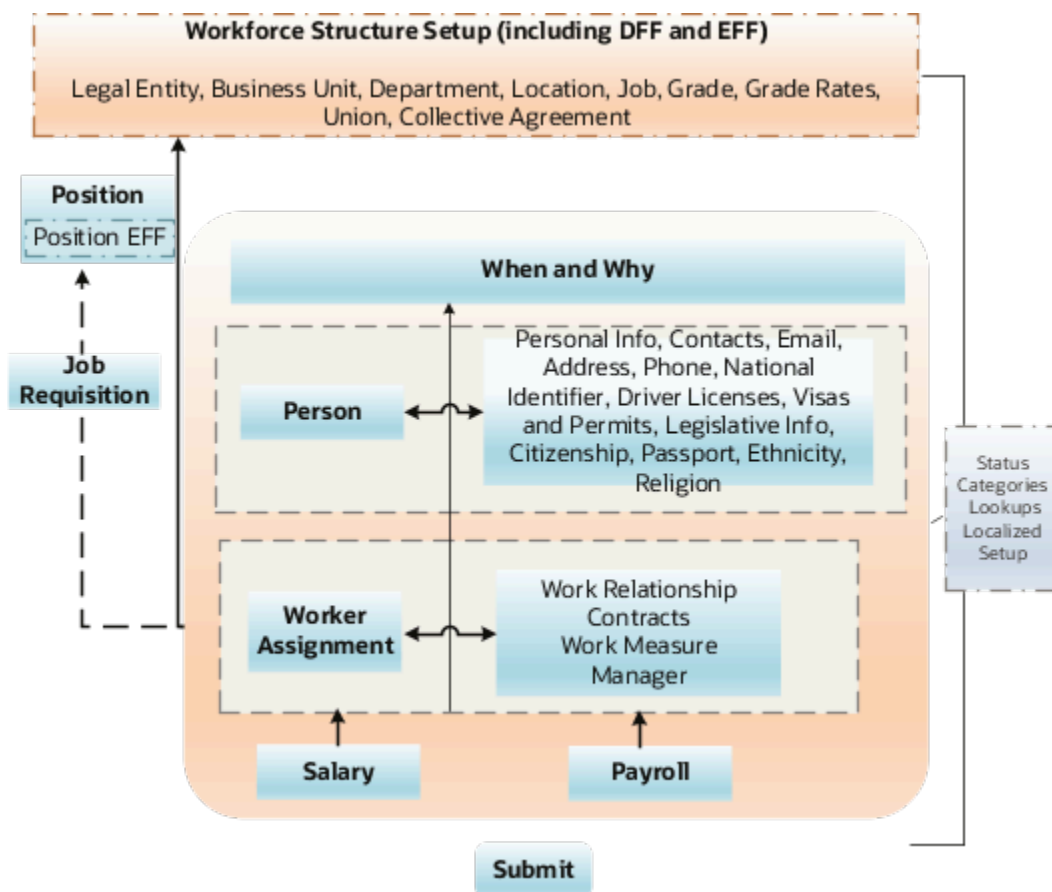 Workforce Structure Setup (including DFF and EFF)
Legal Entity, Business Unit, Department, Location, Job, Grade, Grade Rates,
Union, Collective Agreement
Position
Position EFF
Job
Requisition
When and Why
Person
Personal Info, Contacts, Email,
Address, Phone, National
Identifier, Driver Licenses, Visas
and Permits, Legislative Info,
Citizenship, Passport, Ethnicity,
Religion
Status
Categories
Lookups
Localized
Setup
Worker
Assignment
Work Relationship
Contracts
Work Measure
Manager
Salary
Payroll
Submit